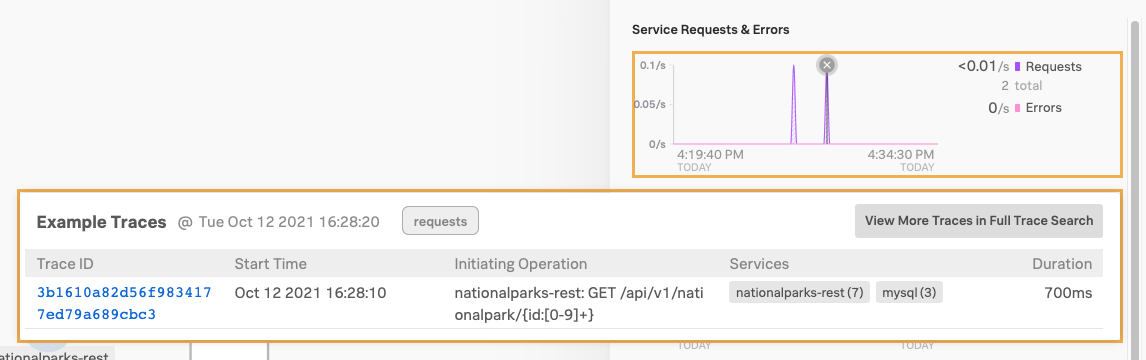 Service Requests & Errors
0.1/s
<0.01/s Requests
2 total
0.05/s
0/s Errors
0/s
4:19:40 PM 4:34:30 PM
TODAY TODAY
Example Traces @ Tue Oct 12 2021 16:28:20 requests View More Traces in Full Trace Search
Trace ID Start Time Initiating Operation Services Duration
3b1610a82d56f983417 Oct 12 2021 16:28:10 nationalparks-rest: GET /api/v1/nati nationalparks-rest (7) mysql (3) 700ms
7ed79a689cbc3 onalpark/{id:[0-9]+}
TODAY TODAY
ationalparks-rest